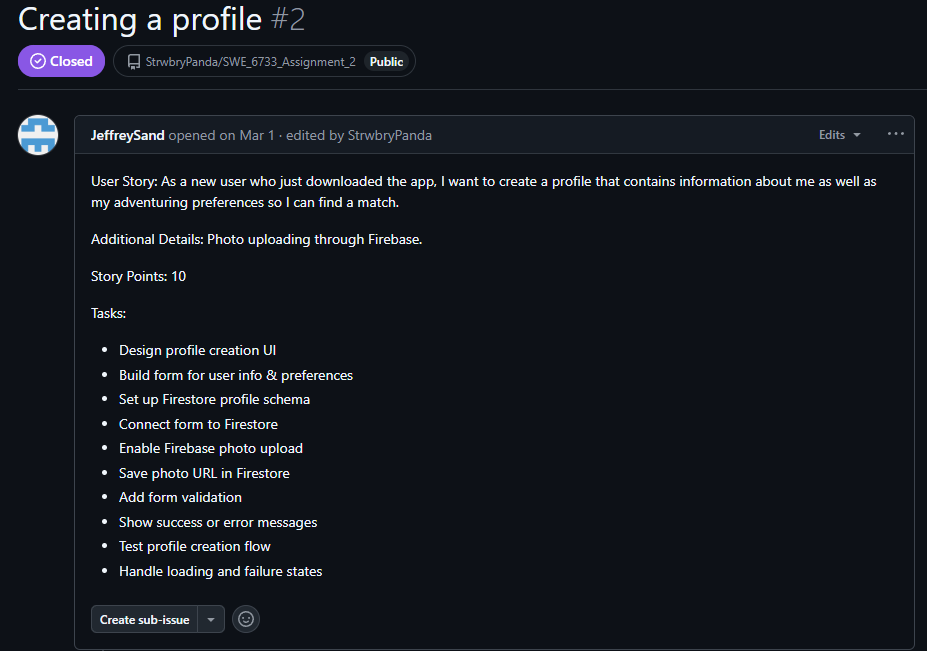 Creating a profile #2
Closed
StrwbryPanda/SWE_6733_Assignment_2 Public
JeffreySand opened on Mar 1 · edited by StrwbryPanda Edits
User Story: As a new user who just downloaded the app, I want to create a profile that contains information about me as well as
my adventuring preferences so I can find a match.
Additional Details: Photo uploading through Firebase.
Story Points: 10
Tasks:
• Design profile creation UI
• Build form for user info & preferences
• Set up Firestore profile schema
• Connect form to Firestore
• Enable Firebase photo upload
• Save photo URL in Firestore
• Add form validation
• Show success or error messages
• Test profile creation flow
• Handle loading and failure states
Create sub-issue